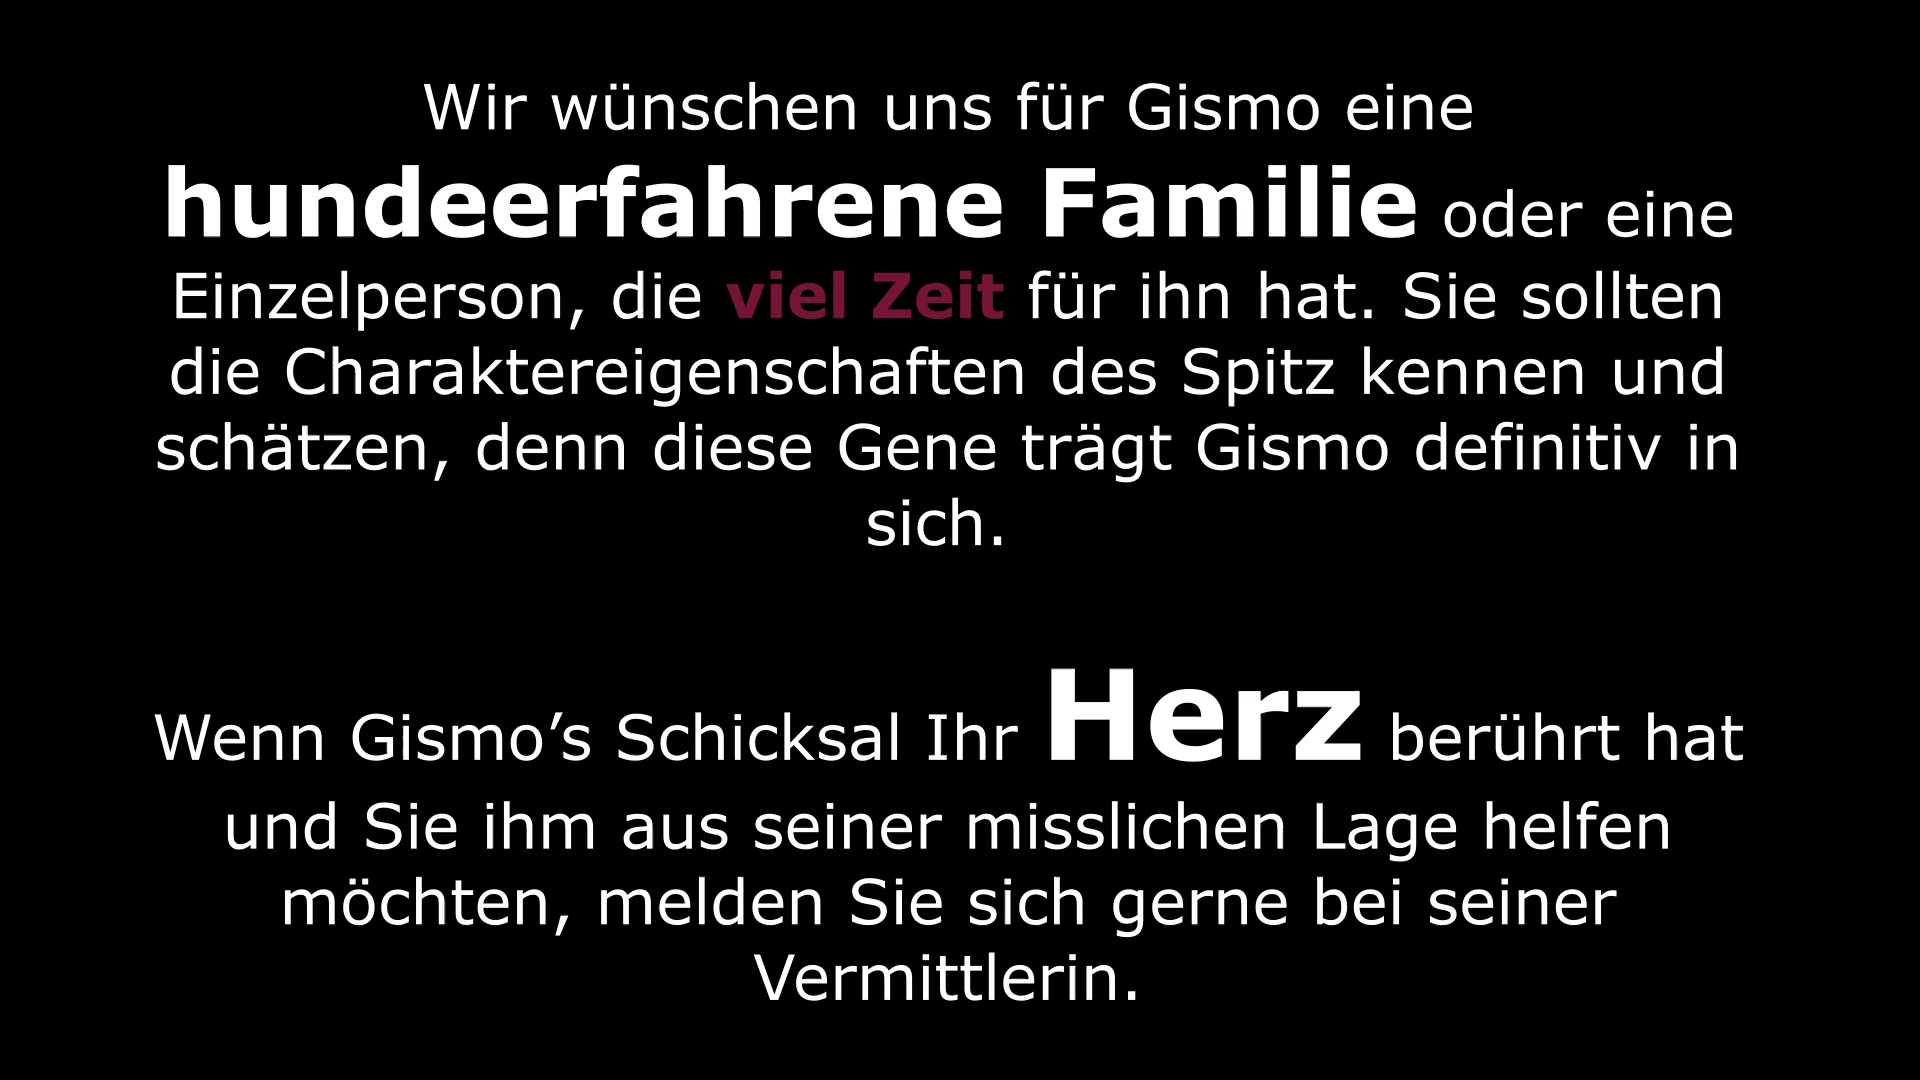 Wir wünschen uns für Gismo eine
hundeerfahrene Familie oder eine
Einzelperson, die viel Zeit für ihn hat. Sie sollten
die Charaktereigenschaften des Spitz kennen und
schätzen, denn diese Gene trägt Gismo definitiv in
sich.
Wenn Gismo’s Schicksal Ihr Herz berührt hat
und Sie ihm aus seiner misslichen Lage helfen
möchten, melden Sie sich gerne bei seiner
Vermittlerin.